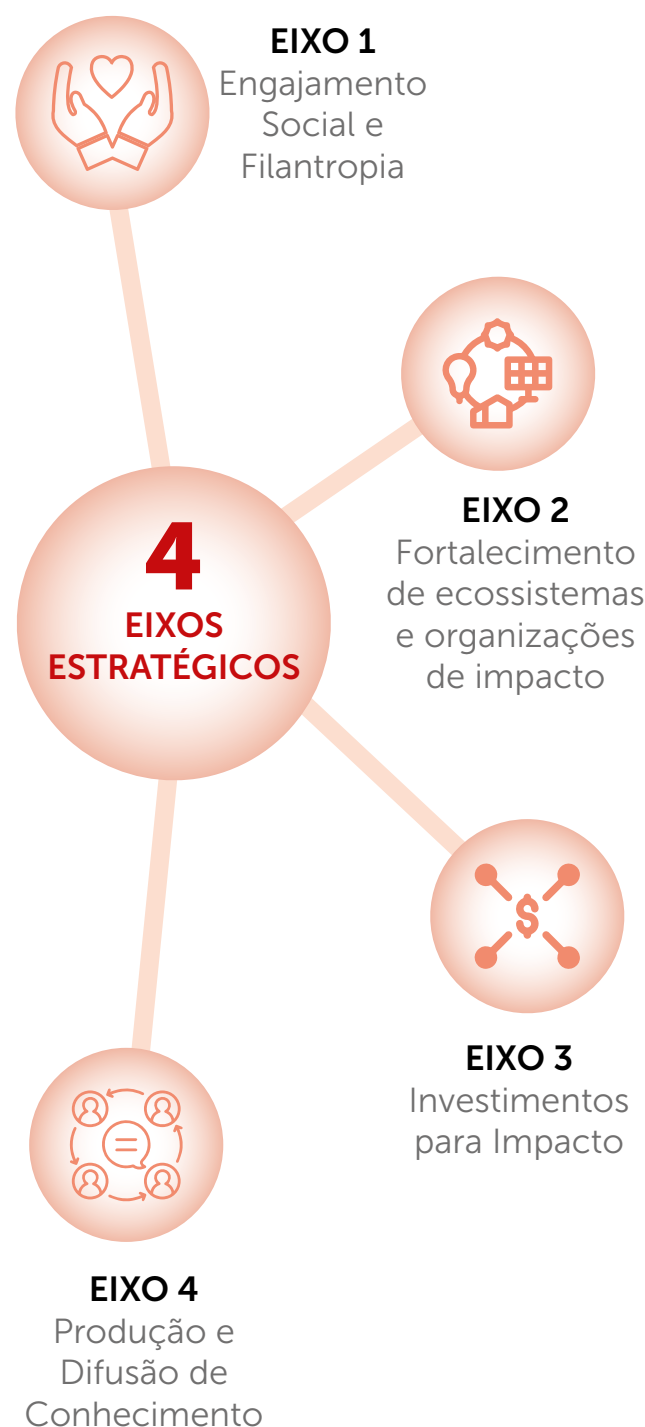 EIXO 1
Engajamento
Social e
Filantropia
EIXO 2
Fortalecimento
de ecossistemas
e organizações
de impacto
4
EIXOS
ESTRATÉGICOS
$
EIXO 3
Investimentos
para Impacto
EIXO 4
Produção e
Difusão de
Conhecimento